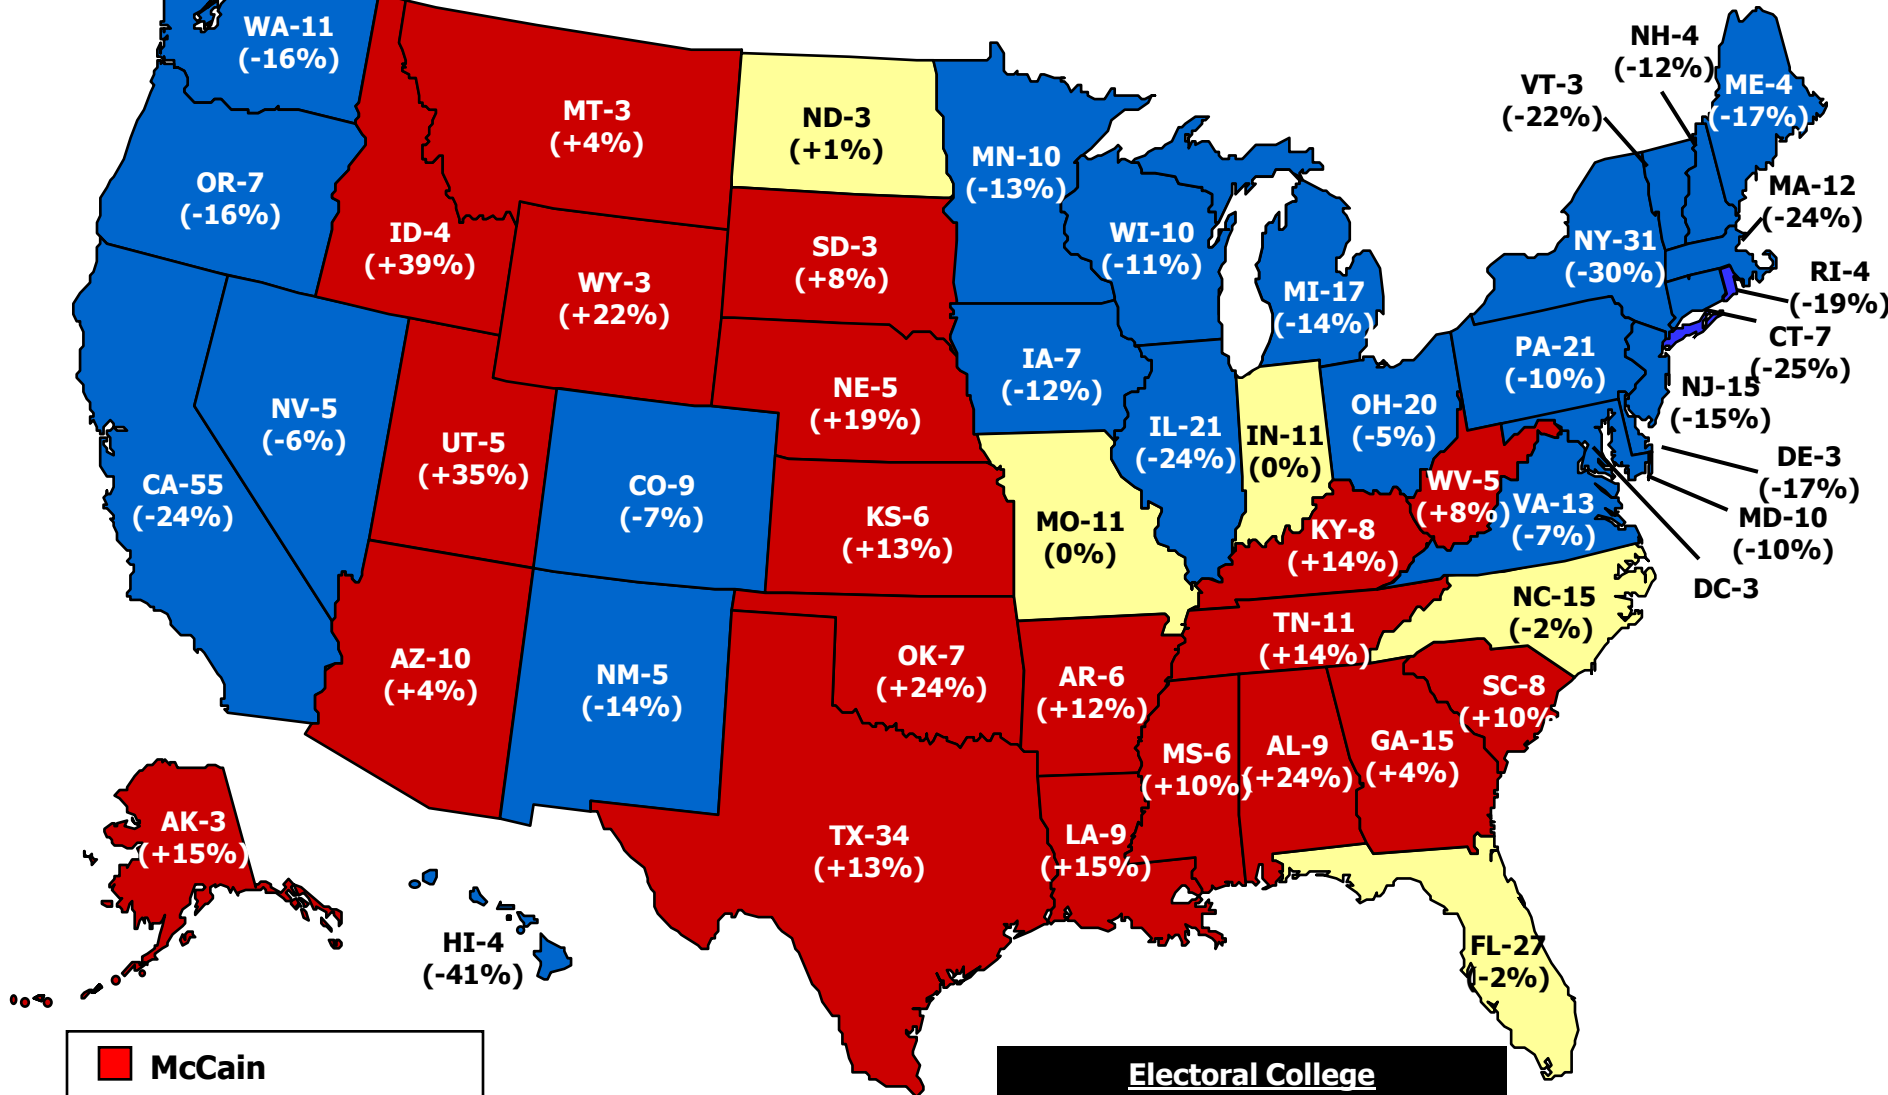 WA-11
(-16%)
OR-7
(-16%)
CA-55
(-24%)
NV-5
(-6%)
ID-4
(+39%)
MT-3
(+4%)
WY-3
(+22%)
UT-5
(+35%)
AZ-10
(+4%)
CO-9
(-7%)
NM-5
(-14%)
ND-3
(+1%)
SD-3
(+8%)
NE-5
(+19%)
KS-6
(+13%)
OK-7
(+24%)
TX-34
(+13%)
MN-10
(-13%)
IA-7
(-12%)
MO-11
(0%)
AR-6
(+12%)
LA-9
(+15%)
WI-10
(-11%)
IL-21
(-24%)
MI-17
(-14%)
IN-11
(0%)
OH-20
(-5%)
KY-8
(+14%)
TN-11
(+14%)
MS-6
(+10%)
AL-9
(+24%)
GA-15
(+4%)
FL-27
(-2%)
SC-8
(+10%
NC-15
(-2%)
VA-13
(-7%)
WV-5
(+8%)
PA-21
(-10%)
NY-31
(-30%)
VT-3
(-22%)
NH-4
(-12%)
ME-4
(-17%)
MA-12
(-24%)
RI-4
(-19%)
CT-7
(-25%)
NJ-15
(-15%)
DE-3
(-17%)
MD-10
(-10%)
DC-3
AK-3
(+15%)
HI-4
(-41%)
McCain
Electoral College